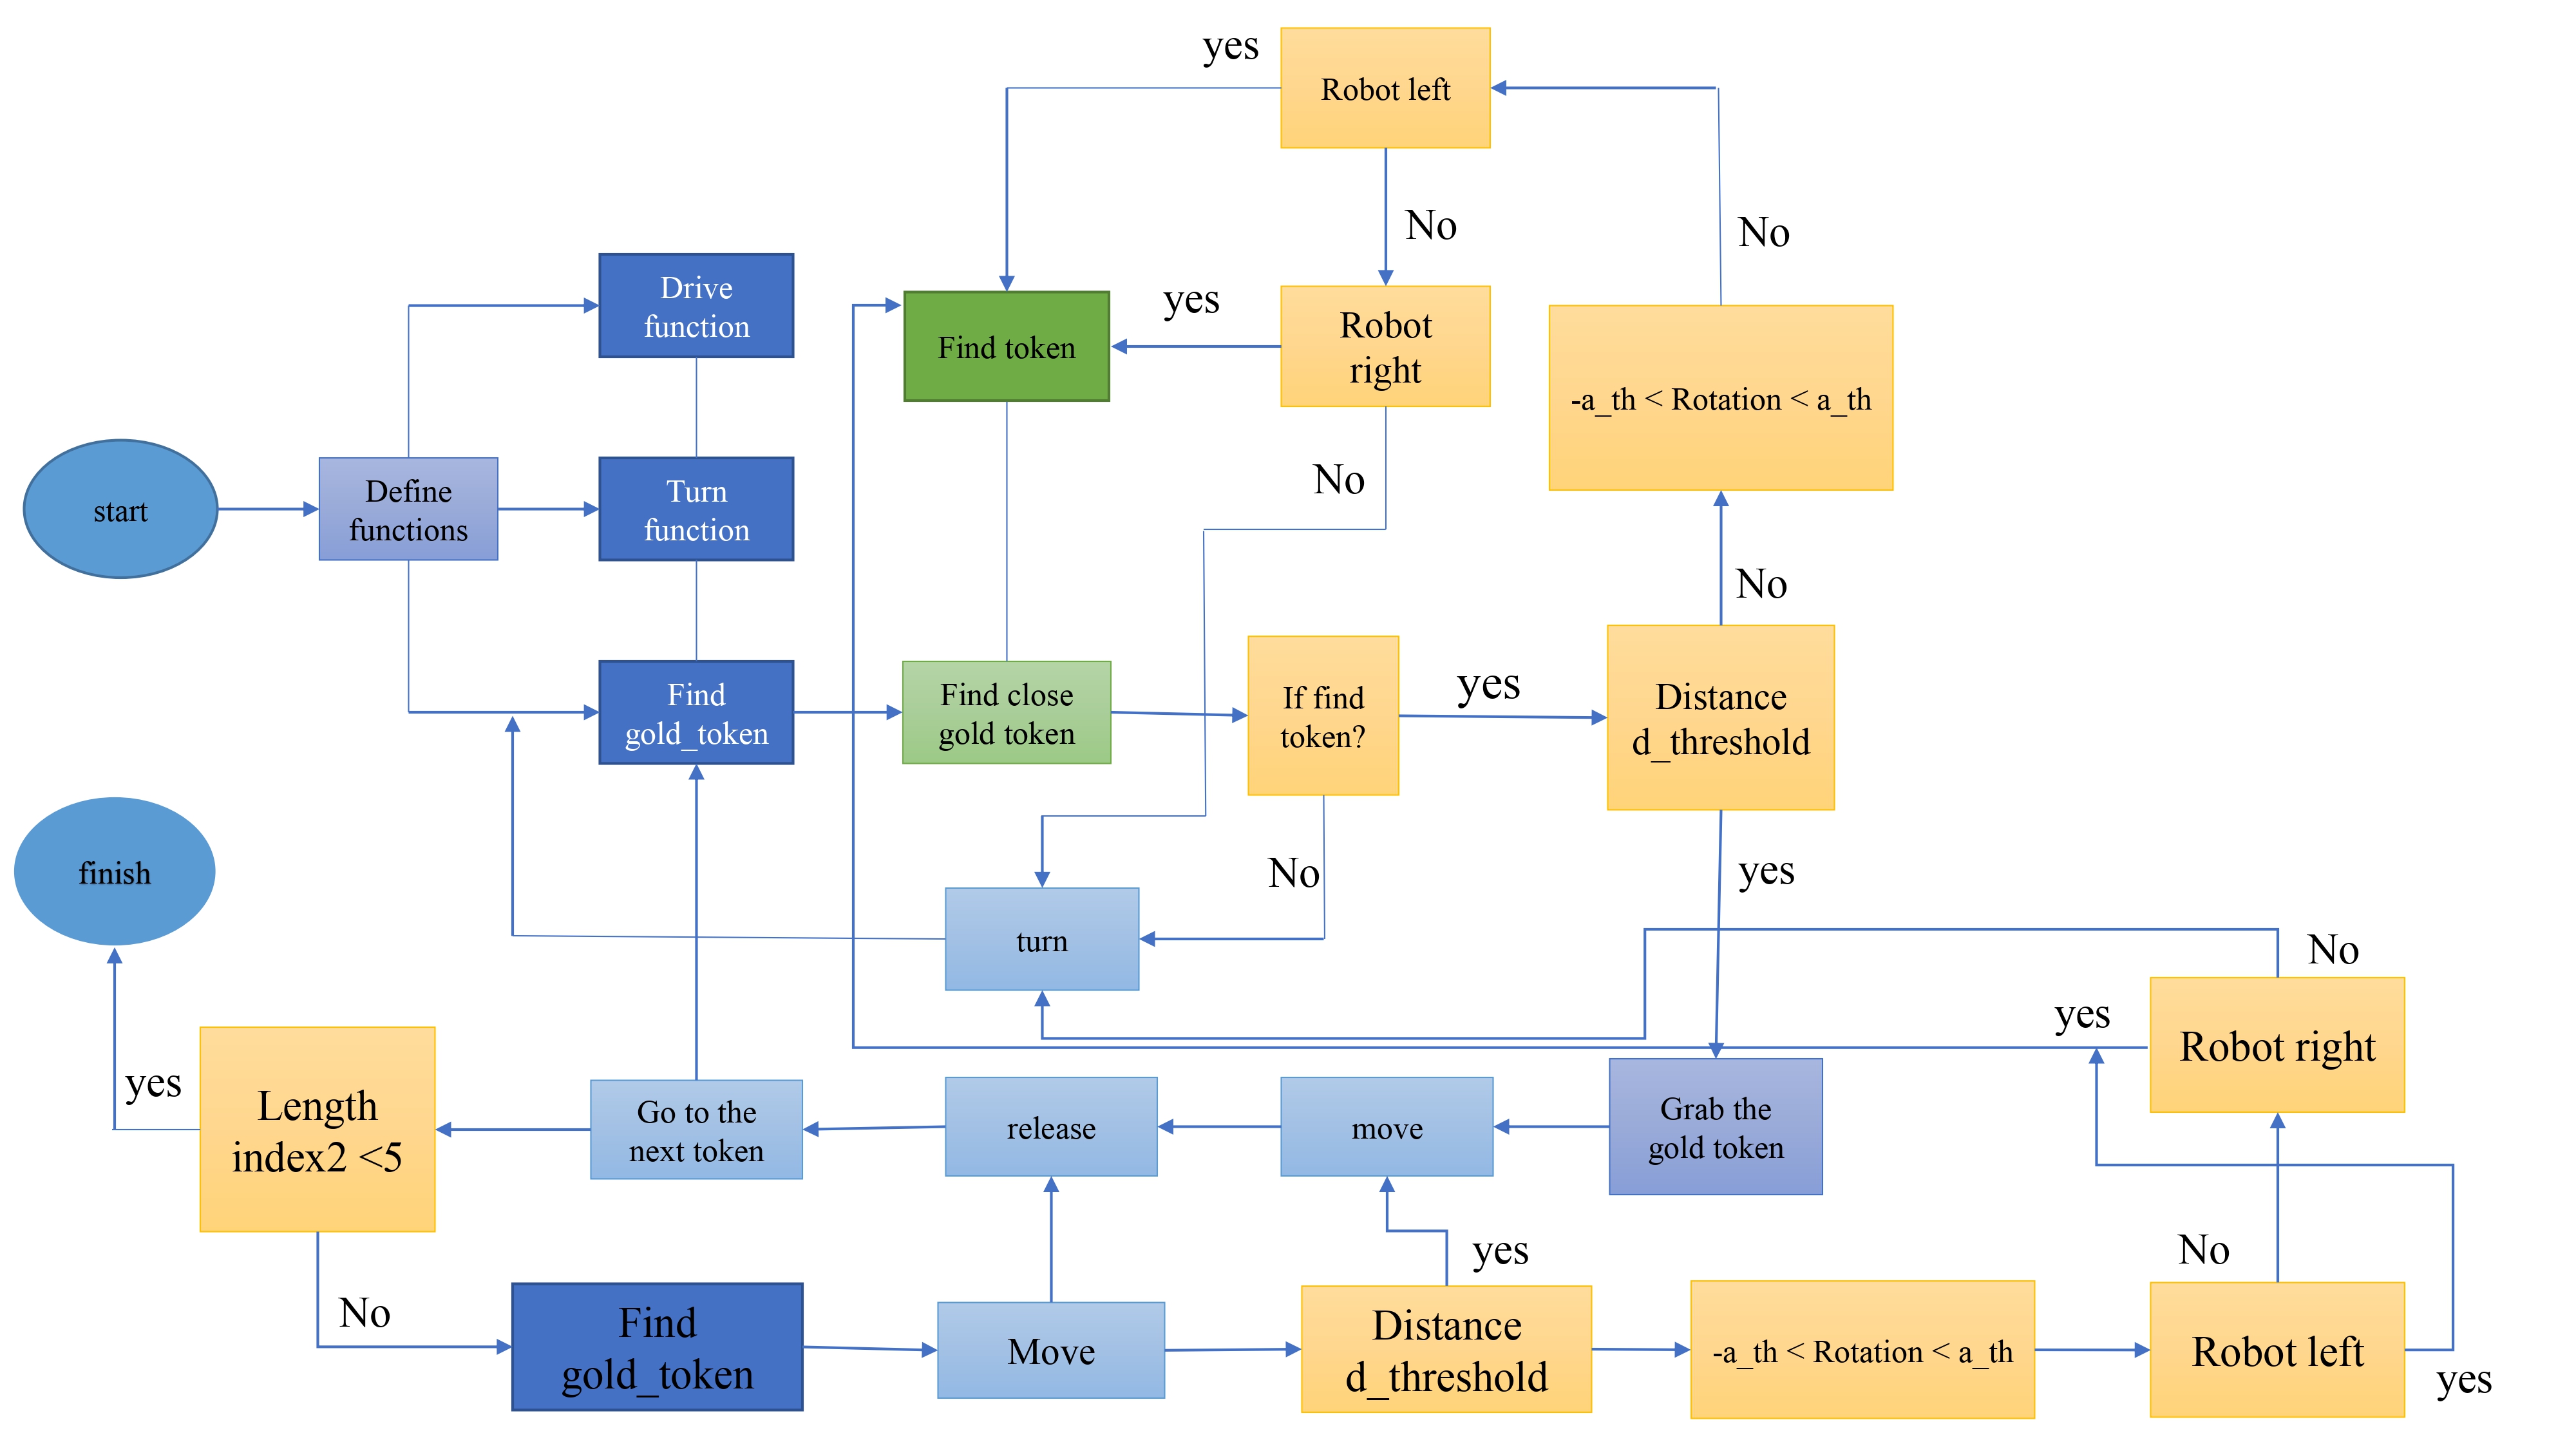 yes
Robot left
No
No
Drive
function
yes
Find token
Robot
right
-a_th < Rotation < a_th
start
Define
functions
Turn
function
No
No
Find
gold_token
Find close
gold token
If find
token?
yes
Distance
d_threshold
finish
No
yes
turn
No
yes
Robot right
yes
Length
index2 <5
Go to the
next token
release
move
Grab the
gold token
yes
No
No
Find
gold_token
Move
Distance
d_threshold
-a_th < Rotation < a_th
Robot left
yes